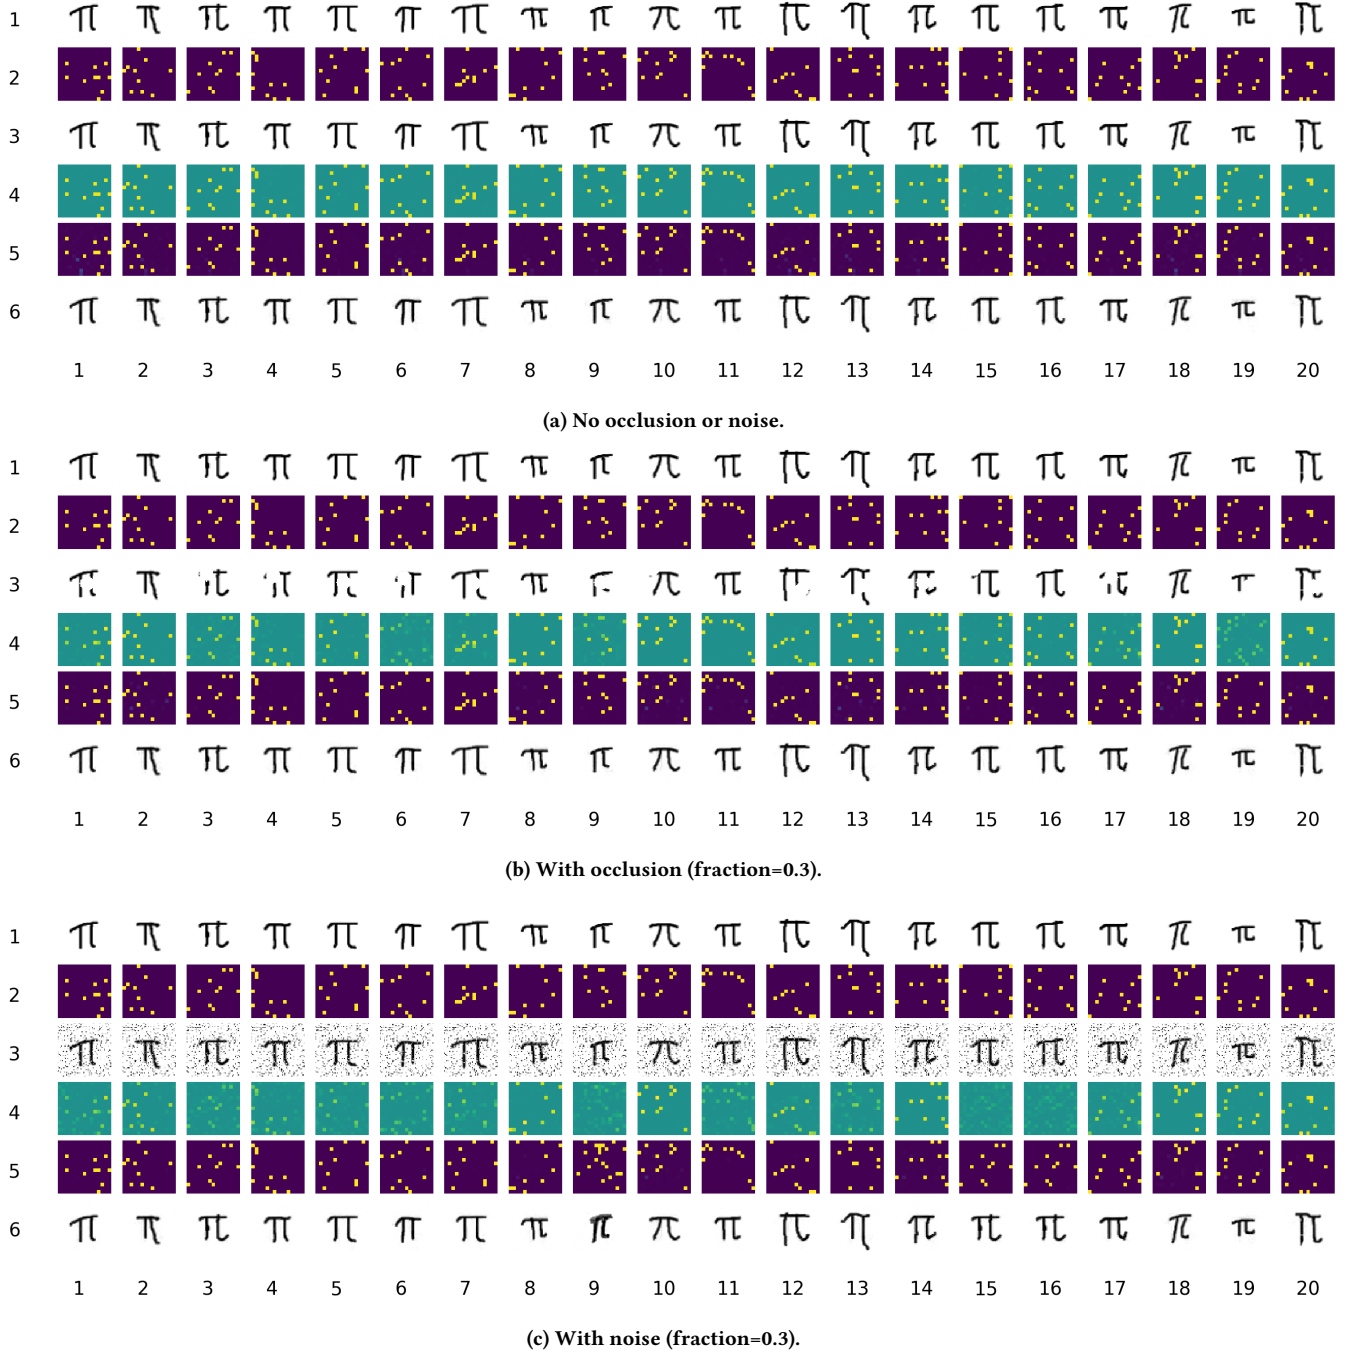 1 π π π π π π π π π π π π π π π π π π π π
2
3 π π π π π π π π π π π π π π π π π π π π
4
5
6 π π π π π π π π π π π π π π π π π π π π
1 2 3 4 5 6 7 8 9 10 11 12 13 14 15 16 17 18 19 20
(a) No occlusion or noise.
1 π π π π π π π π π π π π π π π π π π π π
2
3
4
5
6 π π π π π π π π π π π π π π π π π π π π
1 2 3 4 5 6 7 8 9 10 11 12 13 14 15 16 17 18 19 20
(b) With occlusion (fraction=0.3).
1 π π π π π π π π π π π π π π π π π π π π
2
3 π π π π π π π π π π π π π π π π π π π π
4
5
6 π π π π π π π π π π π π π π π π π π π
1 2 3 4 5 6 7 8 9 10 11 12 13 14 15 16 17 18 19 20
(c) With noise (fraction=0.3).